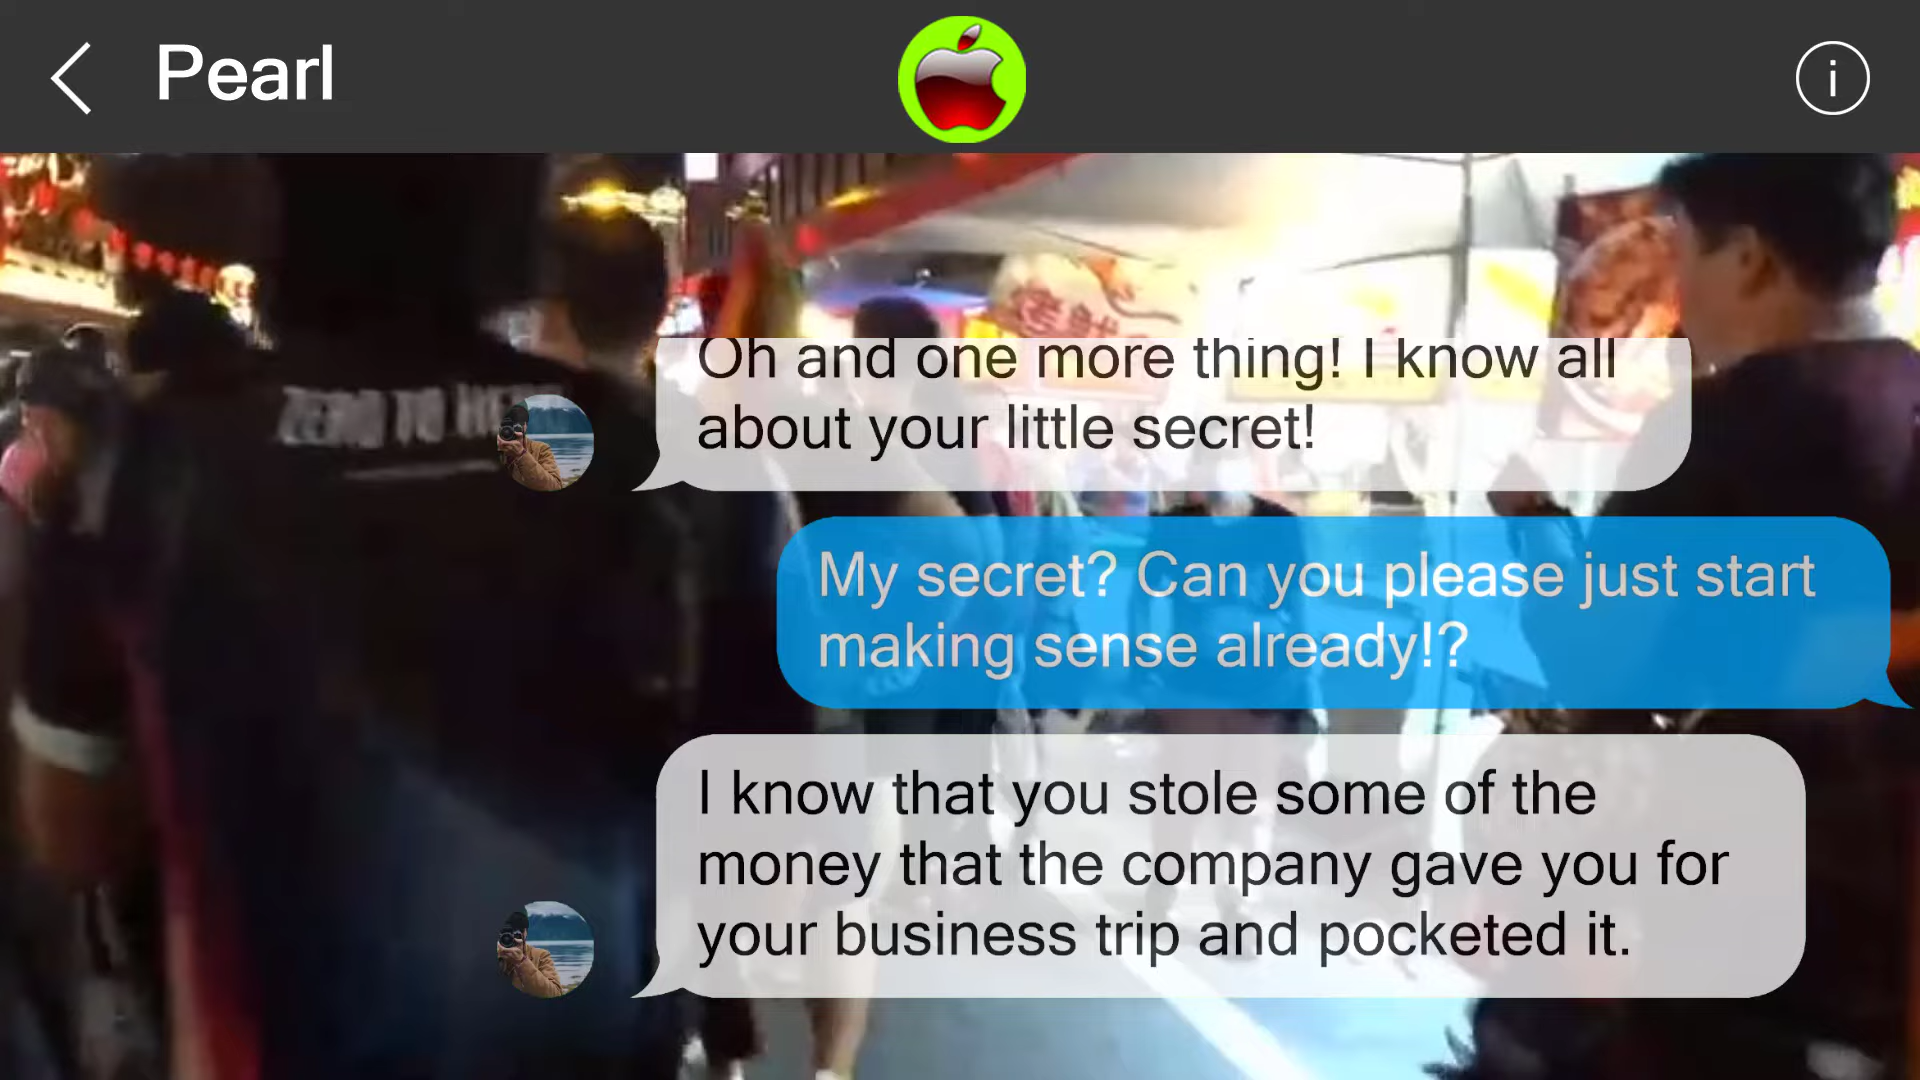 Pearl
i
ZERO TO
Oh and one more thing! I know all
about your little secret!
My secret? Can you please just start
making sense already!?
I know that you stole some of the
money that the company gave you for
your business trip and pocketed it.